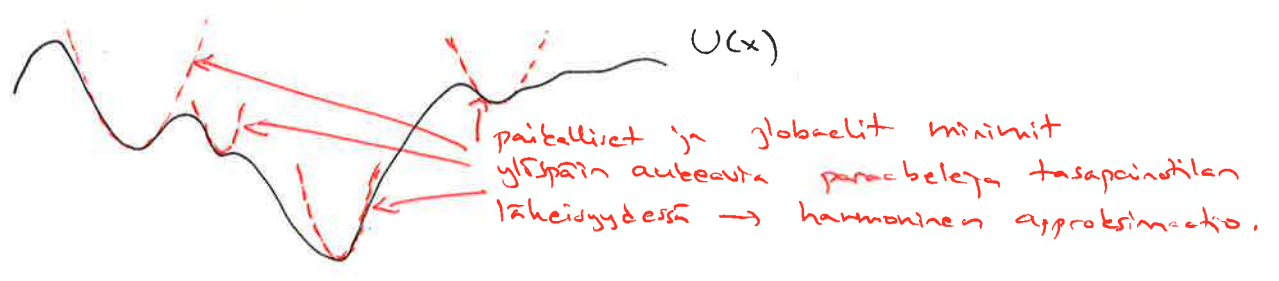 U(x)
paikalliset ja globaalit minimit
ylöspäin aukeavia paraabeleja tasapainotilan
läheisyydessä → harmoninen approksimaatio.